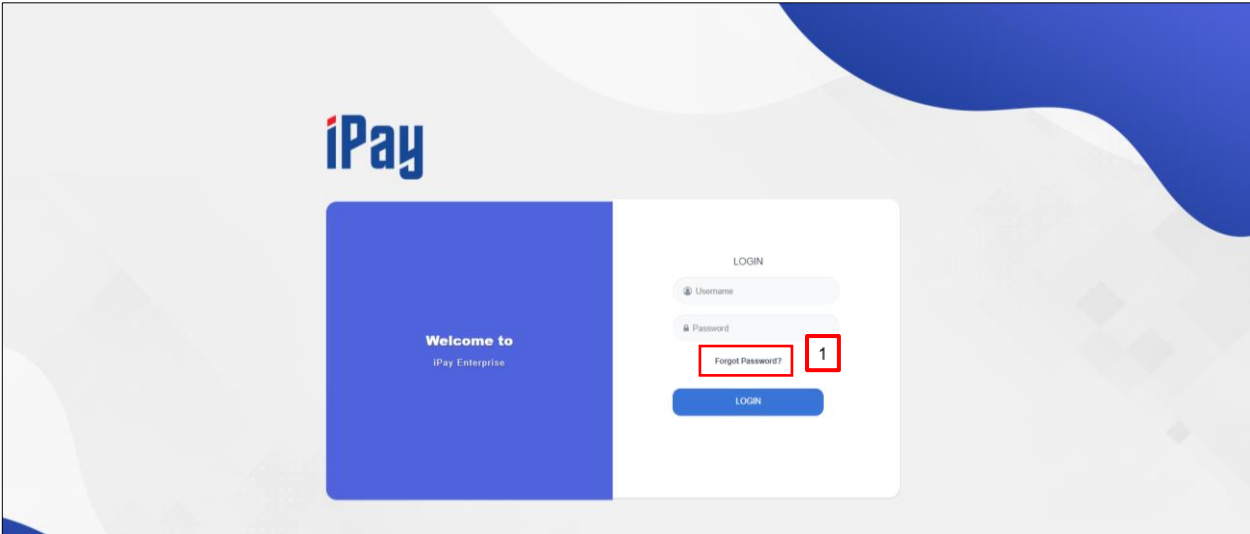 iPay
LOGIN
Username
Password
Welcome to
iPay Enterprise
Forgot Password?
1
LOGIN